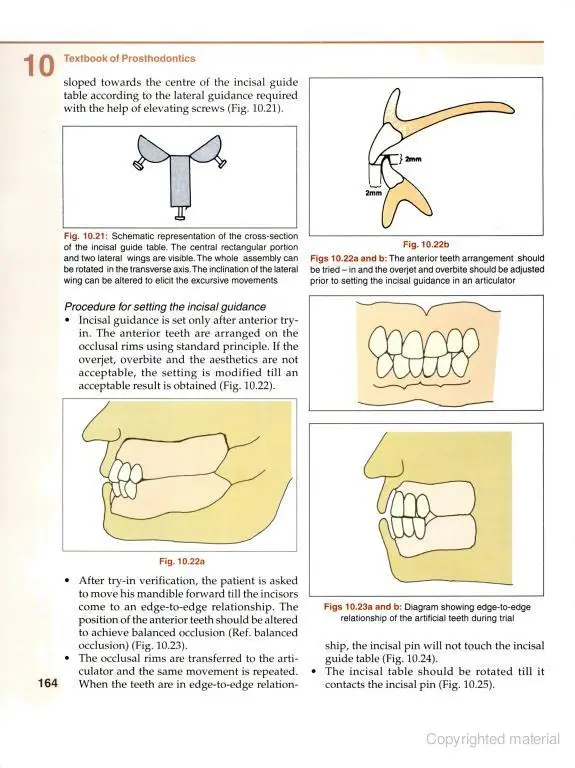 10
Textbook of Prosthodontics
sloped towards the centre of the incisal guide
table according to the lateral guidance required
with the help of elevating screws (Fig. 10.21).
Fig. 10.21: Schematic representation of the cross-section
of the incisal guide table. The central rectangular portion
and two lateral wings are visible. The whole assembly can
be rotated in the transverse axis. The inclination of the lateral
wing can be altered to elicit the excursive movements
Procedure for setting the incisal guidance
• Incisal guidance is set only after anterior try-
in. The anterior teeth are arranged on the
occlusal rims using standard principle. If the
overjet, overbite and the aesthetics are not
acceptable, the setting is modified till an
acceptable result is obtained (Fig. 10.22).
Fig. 10.22a
• After try-in verification, the patient is asked
to move his mandible forward till the incisors
come to an edge-to-edge relationship. The
position of the anterior teeth should be altered
to achieve balanced occlusion (Ref. balanced
occlusion) (Fig. 10.23).
• The occlusal rims are transferred to the arti-
culator and the same movement is repeated.
When the teeth are in edge-to-edge relation-
164
2mm
2mm
Fig. 10.22b
Figs 10.22a and b: The anterior teeth arrangement should
be tried – in and the overjet and overbite should be adjusted
prior to setting the incisal guidance in an articulator
Figs 10.23a and b: Diagram showing edge-to-edge
relationship of the artificial teeth during trial
ship, the incisal pin will not touch the incisal
guide table (Fig. 10.24).
• The incisal table should be rotated till it
contacts the incisal pin (Fig. 10.25).
Copyrighted material